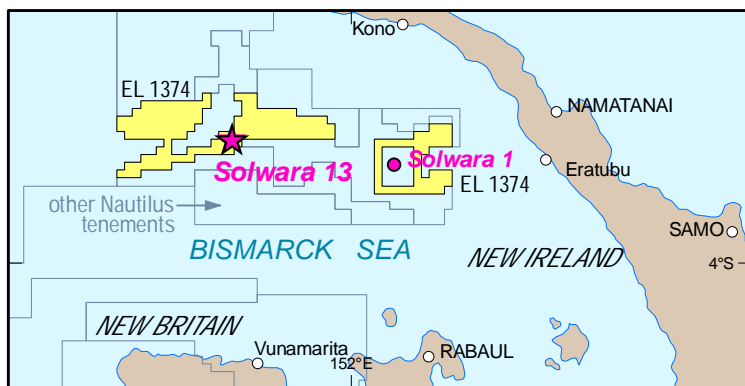 Kono
EL 1374
NAMATANAI
Solwara 1
Eratubu
Solwara 13
EL 1374
other Nautilus
tenements
SAMO
BISMARCK SEA
NEW IRELAND
4°S
NEW BRITAIN
Vunamarita
152°E
RABAUL